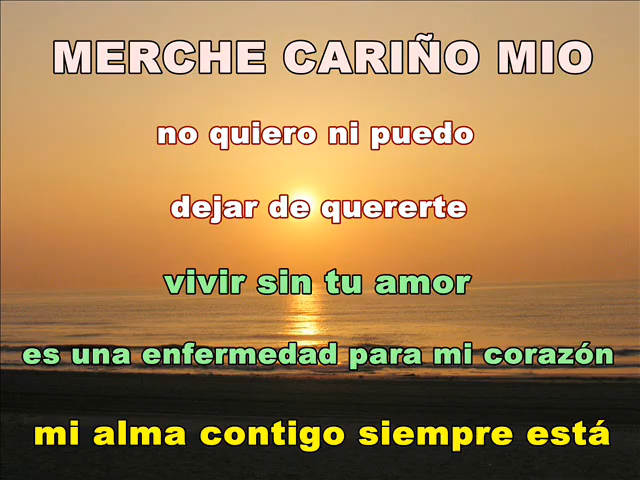 MERCHE CARIÑO MIO
no quiero ni puedo
dejar de quererte
vivir sin tu amor
es una enfermedad para mi corazón
mi alma contigo siempre está